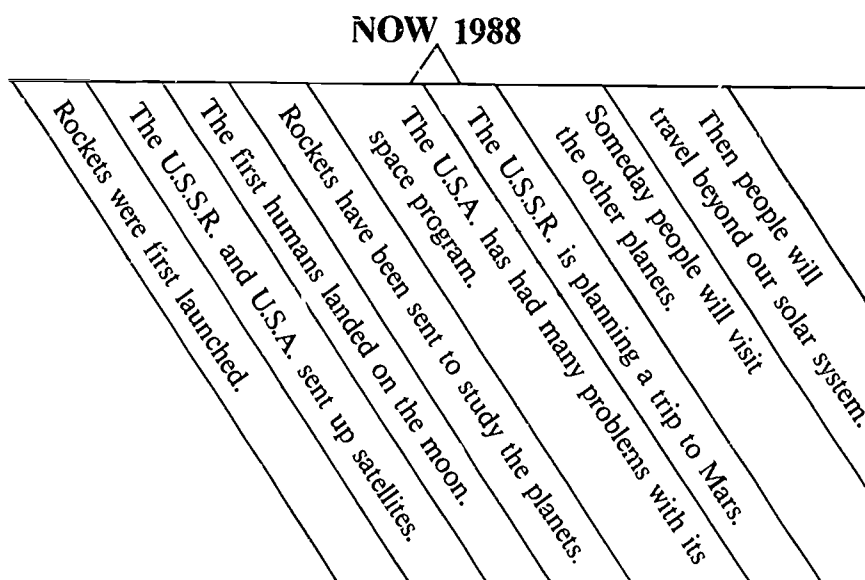 NOW 1988
Rockets were first launched.
The U.S.S.R. and U.S.A. sent up satellites.
The first humans landed on the moon.
Rockets have been sent to study the planets.
The U.S.A. has had many problems with its
space program.
The U.S.S.R. is planning a trip to Mars.
Someday people will visit
the other planets.
Then people will
travel beyond our solar system.